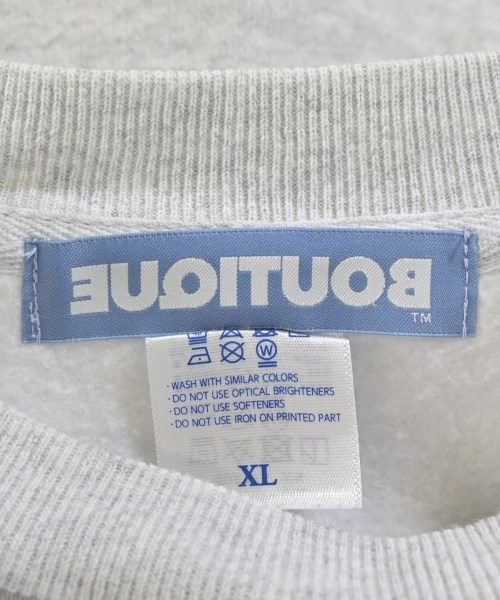 BOUTIQUE
TM
· WASH WITH SIMILAR COLORS
· DO NOT USE OPTICAL BRIGHTENERS
· DO NOT USE SOFTENERS
· DO NOT USE IRON ON PRINTED PART
XL